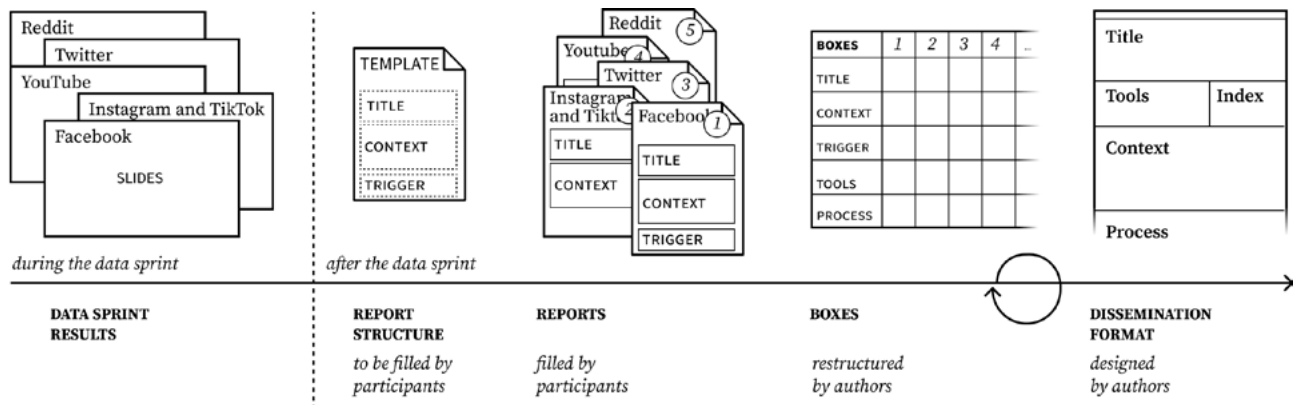 Reddit
Twitter
YouTube
Instagram and TikTok
Facebook
SLIDES
TEMPLATE
TITLE
CONTEXT
TRIGGER
Reddit
5
Youtube
4
Twitter
3
Instagram
and Tikt
2
TITLE
CONTEXT
Facebook
1
TITLE
CONTEXT
TRIGGER
BOXES 1 2 3 4 ...
TITLE
CONTEXT
TRIGGER
TOOLS
PROCESS
Title
Tools Index
Context
Process
during the data sprint
after the data sprint
DATA SPRINT
RESULTS
REPORT
STRUCTURE
to be filled by
participants
REPORTS
filled by
participants
BOXES
restructured
by authors
DISSEMINATION
FORMAT
designed
by authors